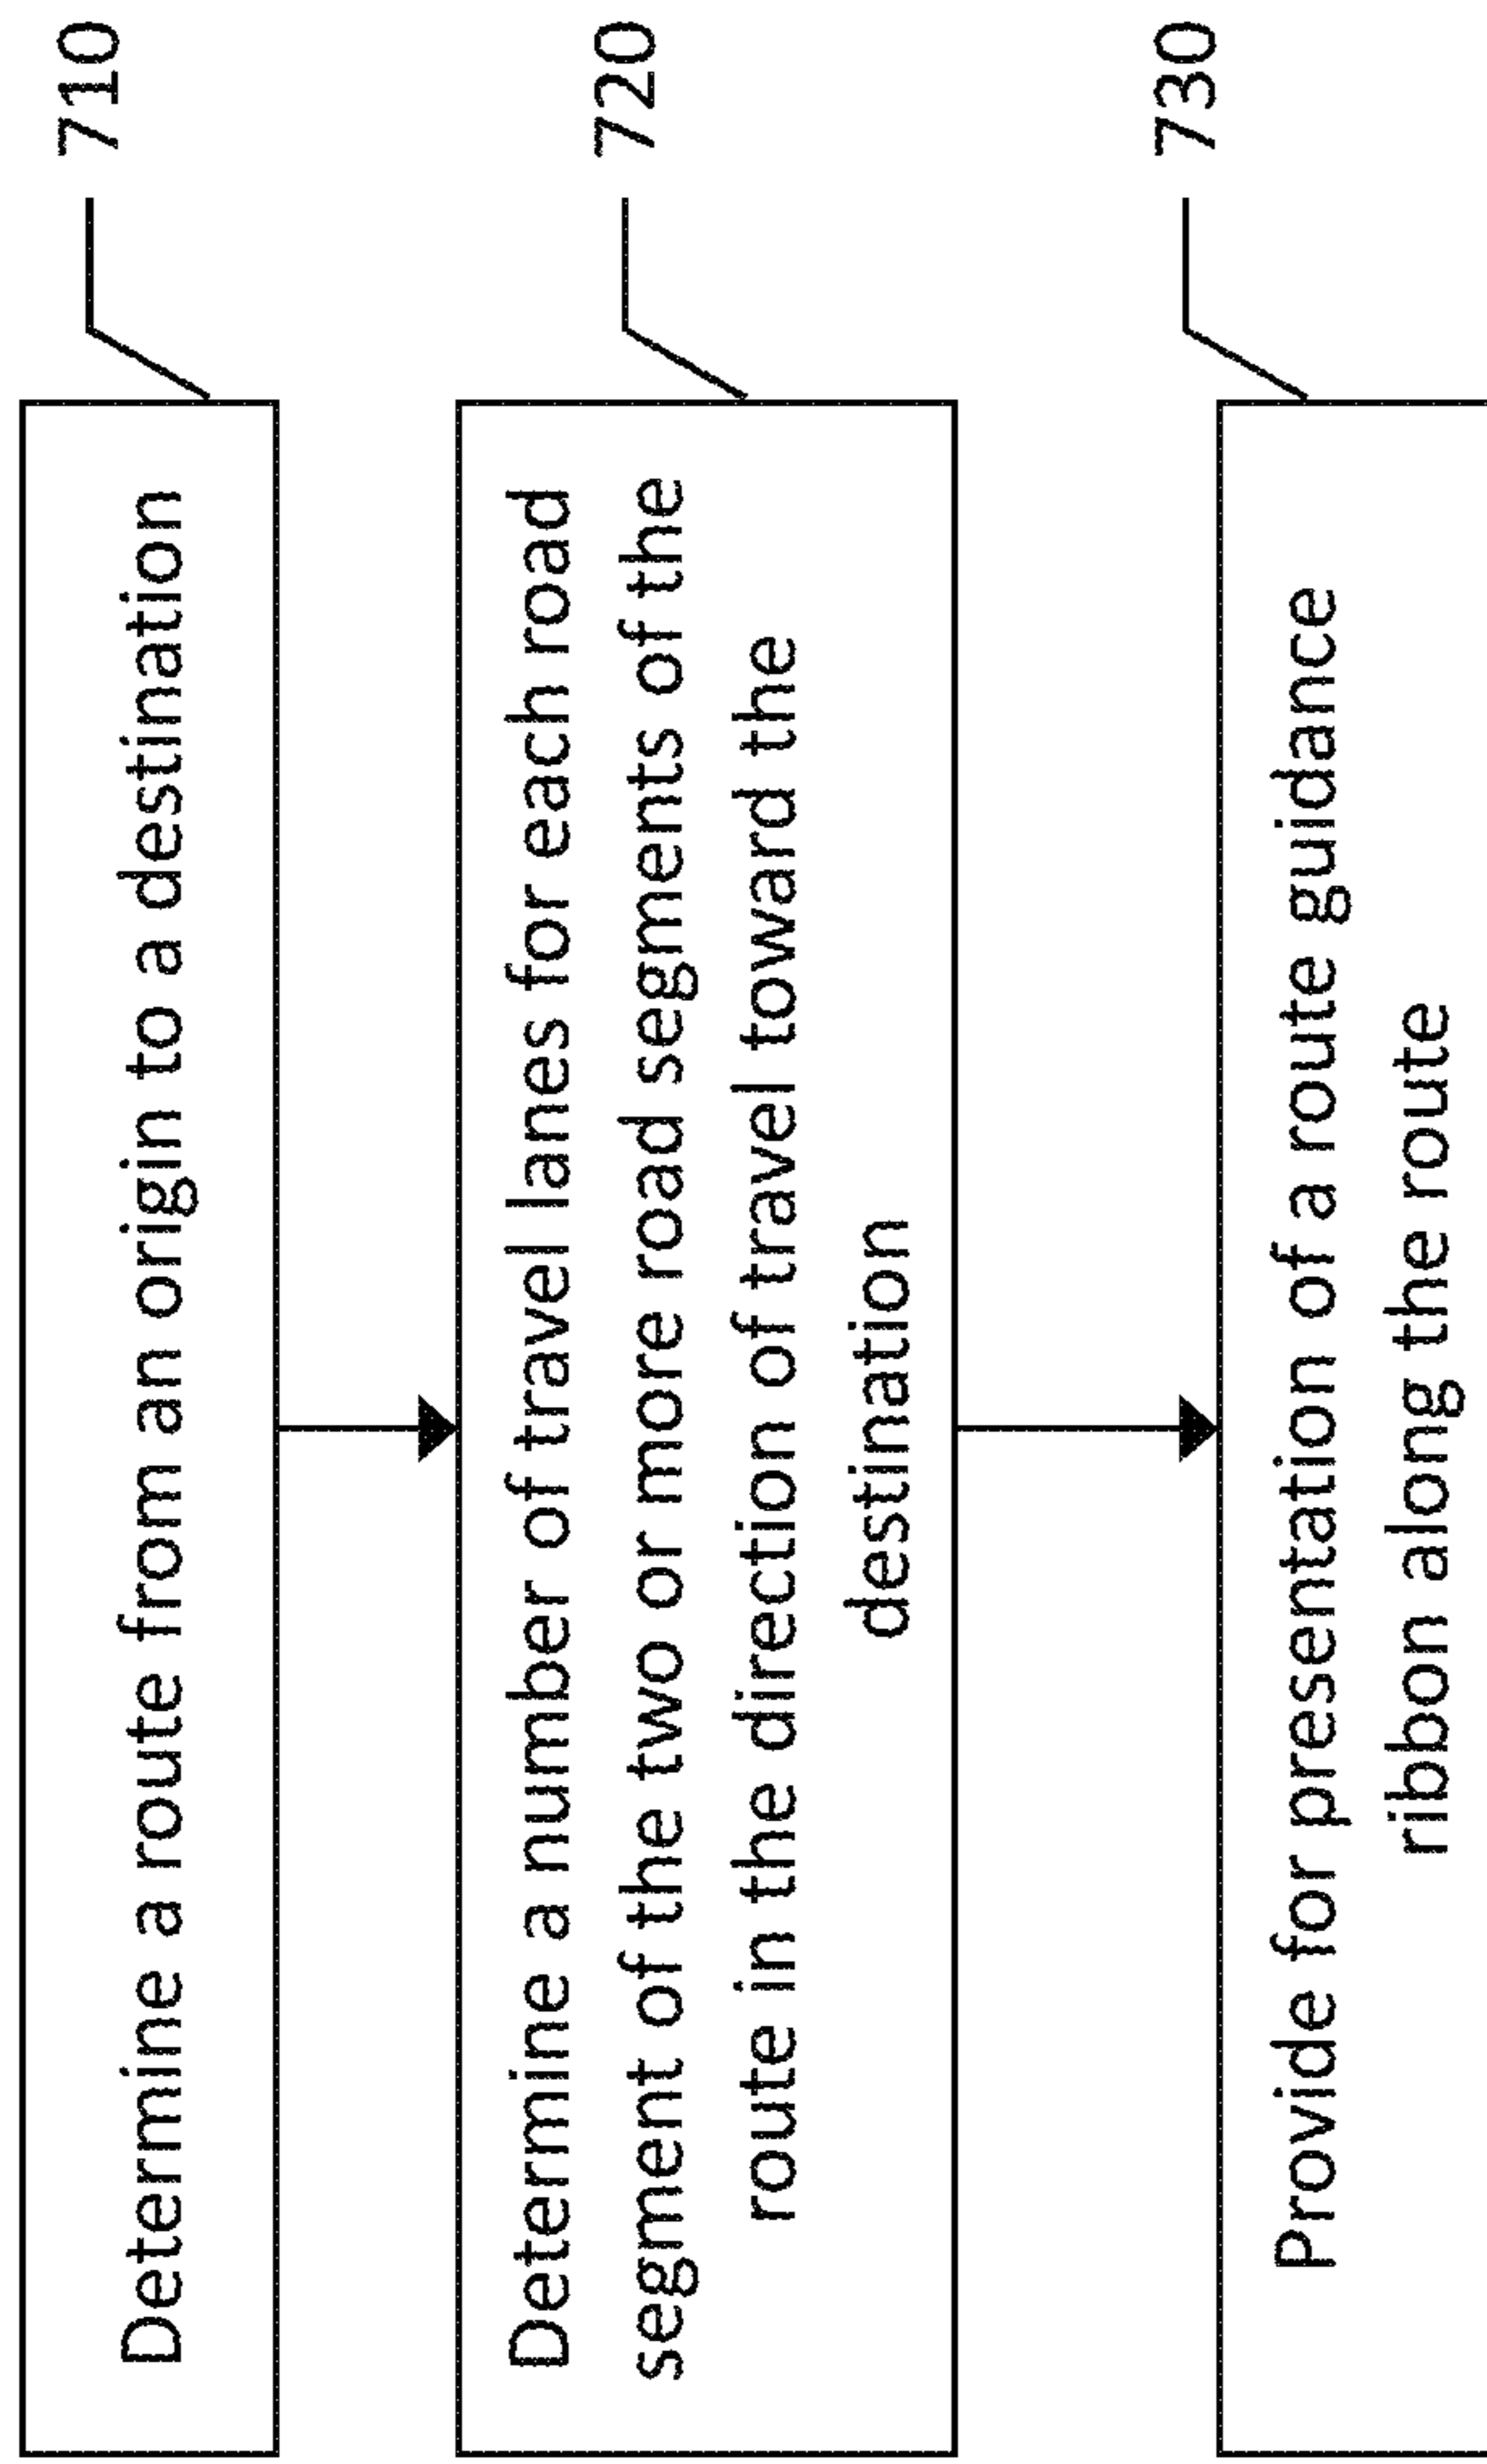 710
Determine a route from an origin to a destination
720
Determine a number of travel lanes for each road
segment of the two or more road segments of the
route in the direction of travel toward the
destination
730
Provide for presentation of a route guidance
ribbon along the route